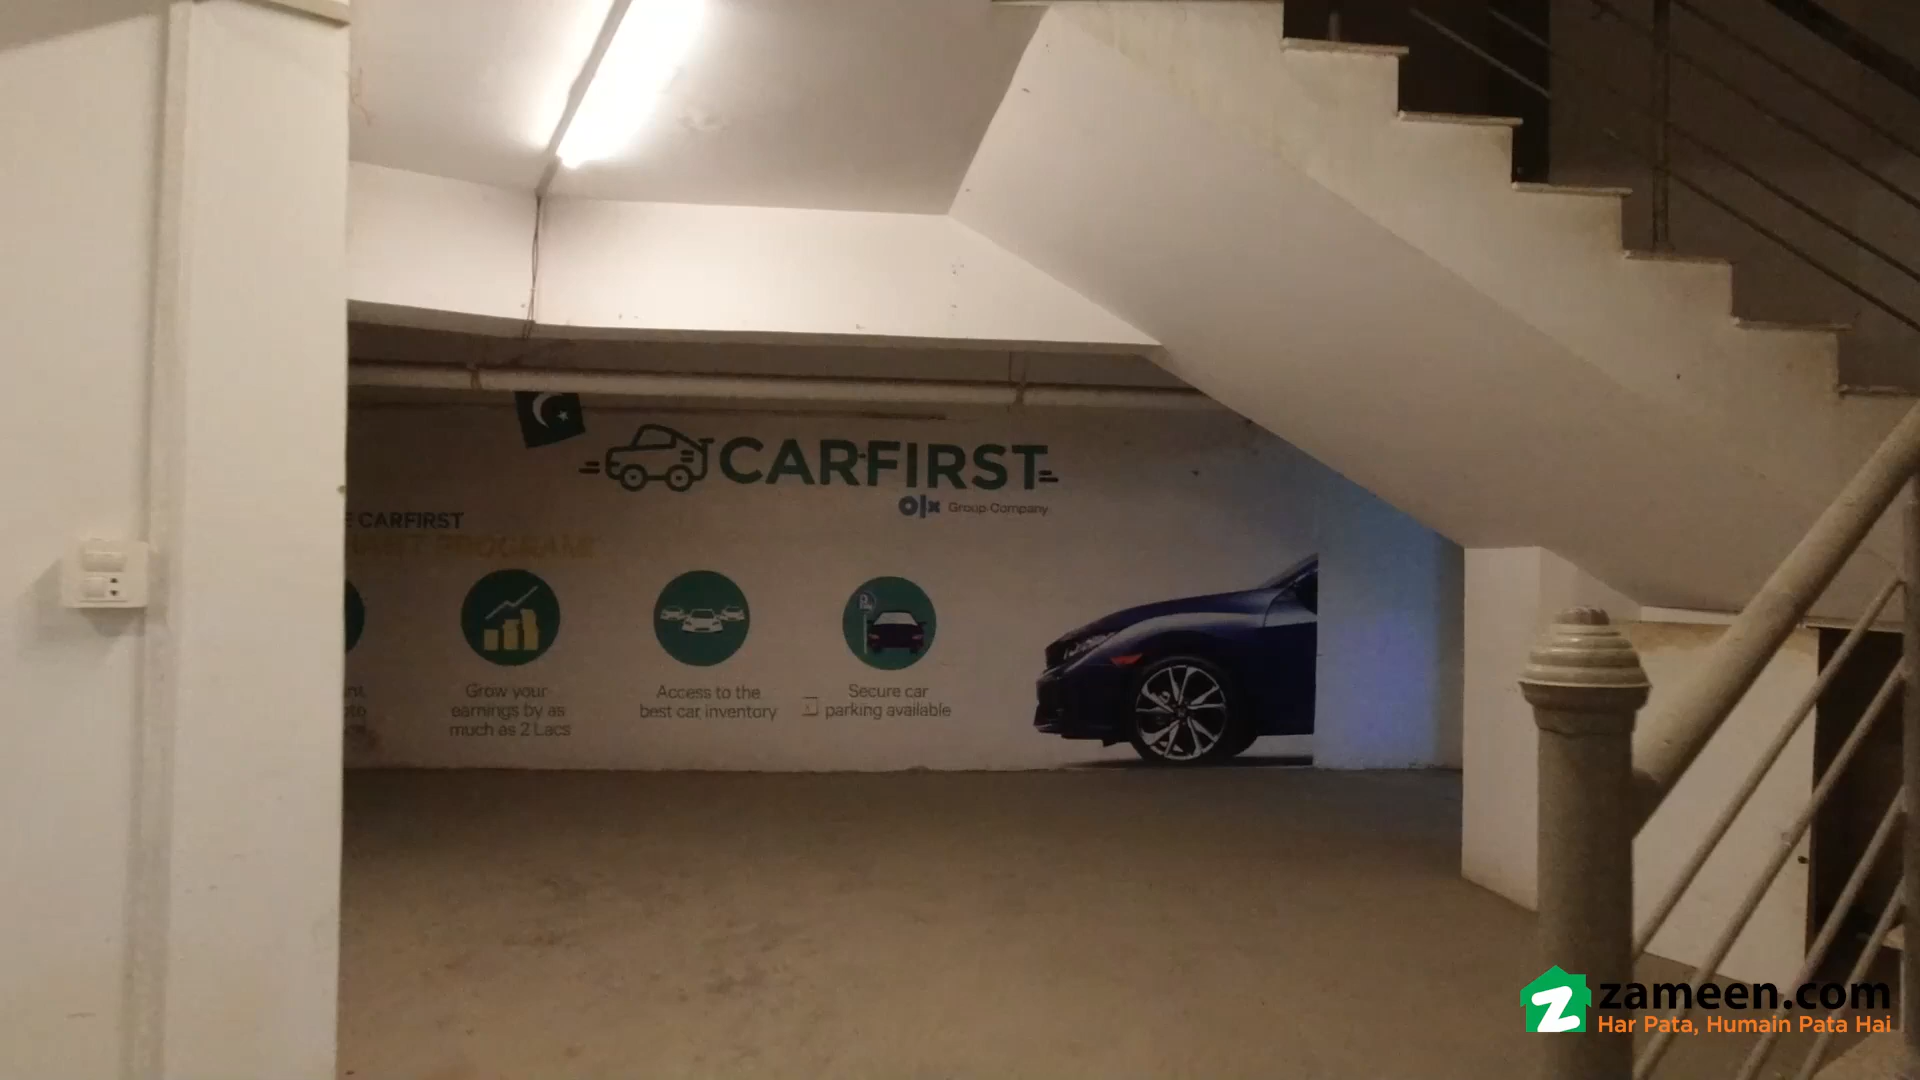 CARFIRST
olx Group Company
CARFIRST
PROGRAM
Grow your
earnings by as
much as 2 Lacs
Access to the
best car inventory
Secure car
parking available
zameen.com
Har Pata, Humain Pata Hai